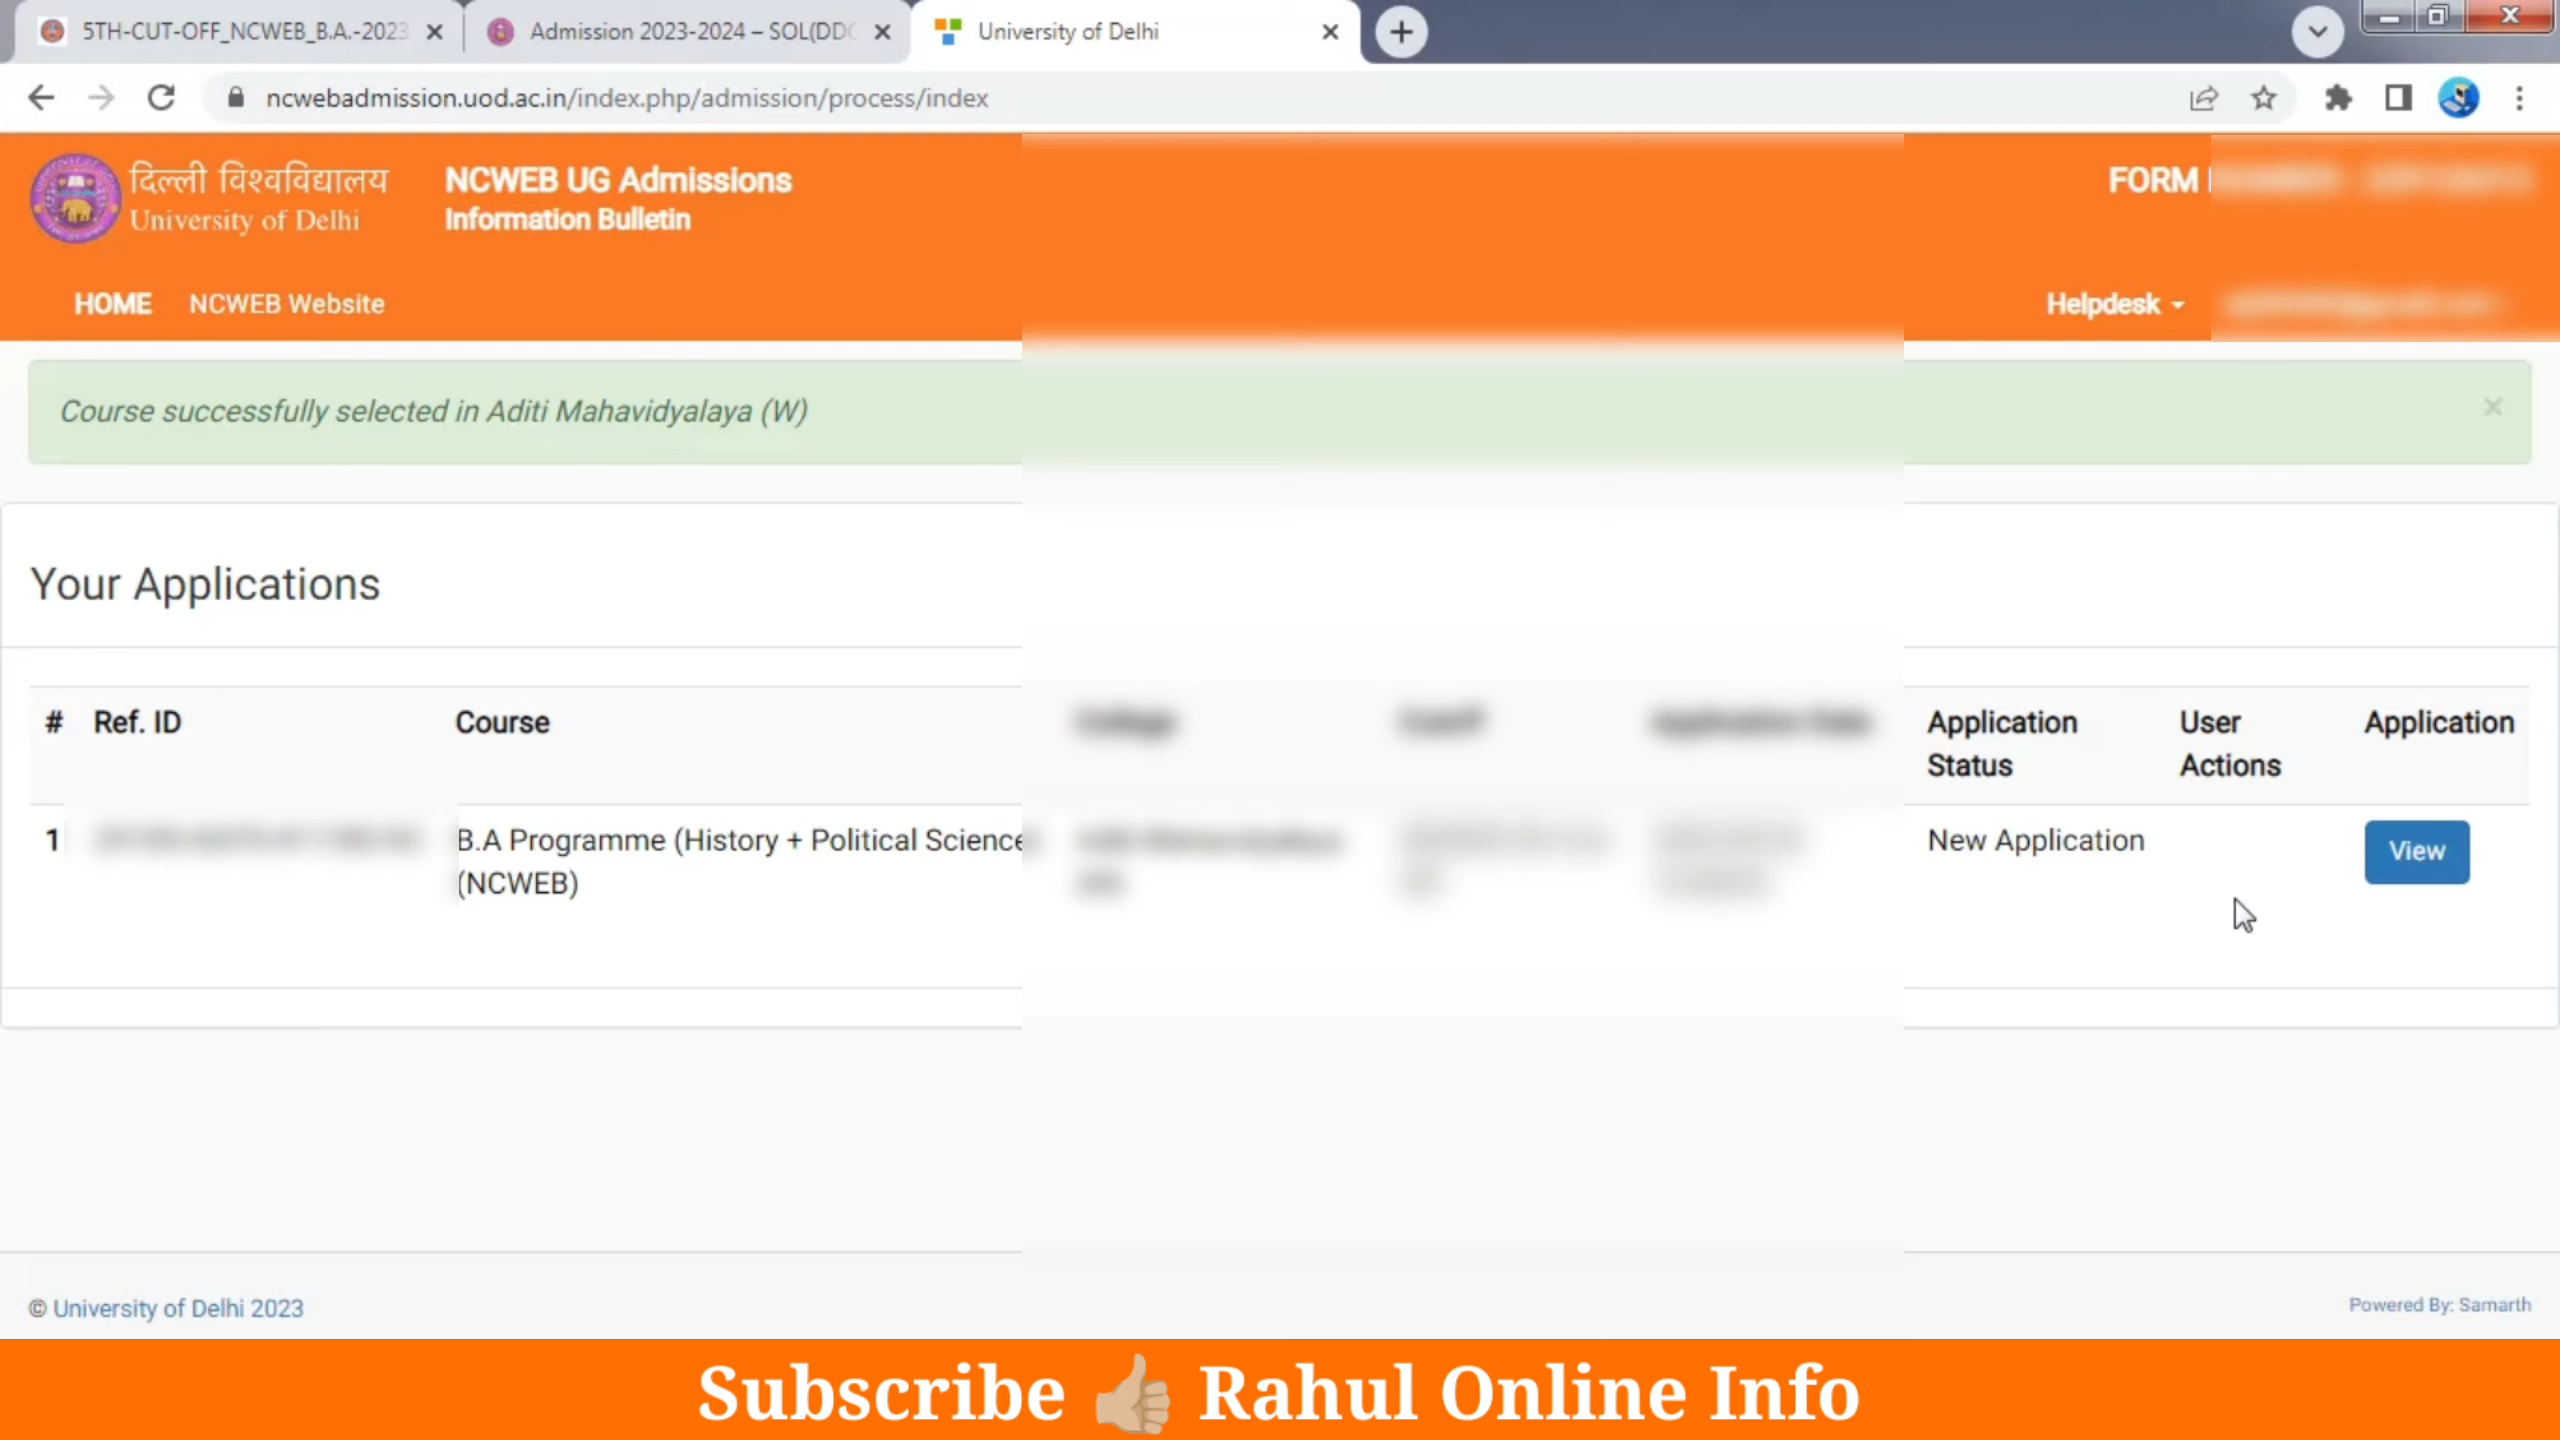 5TH-CUT-OFF_NCWEB_B.A.-2023
Admission 2023-2024 – SOL(DDC
University of Delhi
ncwebadmission.uod.ac.in/index.php/admission/process/index
दिल्ली विश्वविद्यालय
University of Delhi
NCWEB UG Admissions
Information Bulletin
FORM
HOME NCWEB Website
Helpdesk
Course successfully selected in Aditi Mahavidyalaya (W)
Your Applications
# Ref. ID Course Application Status User Actions Application
1 B.A Programme (History + Political Science New Application View
(NCWEB)
© University of Delhi 2023
Powered By: Samarth
Subscribe 👍 Rahul Online Info